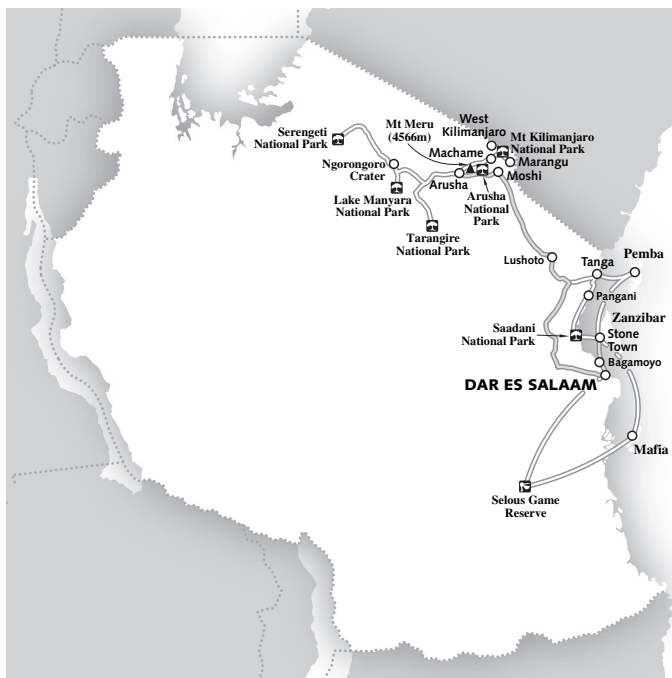 West
Kilimanjaro
Mt Meru
(4566m)
Mt Kilimanjaro
National Park
Serengeti
National Park
Machame
Marangu
Ngorongoro
Crater
Arusha
Moshi
Lake Manyara
National Park
Arusha
National
Park
Tarangire
National Park
Lushoto
Tanga
Pemba
Pangani
Zanzibar
Saadani
National Park
Stone
Town
Bagamoyo
DAR ES SALAAM
Mafia
Selous Game
Reserve